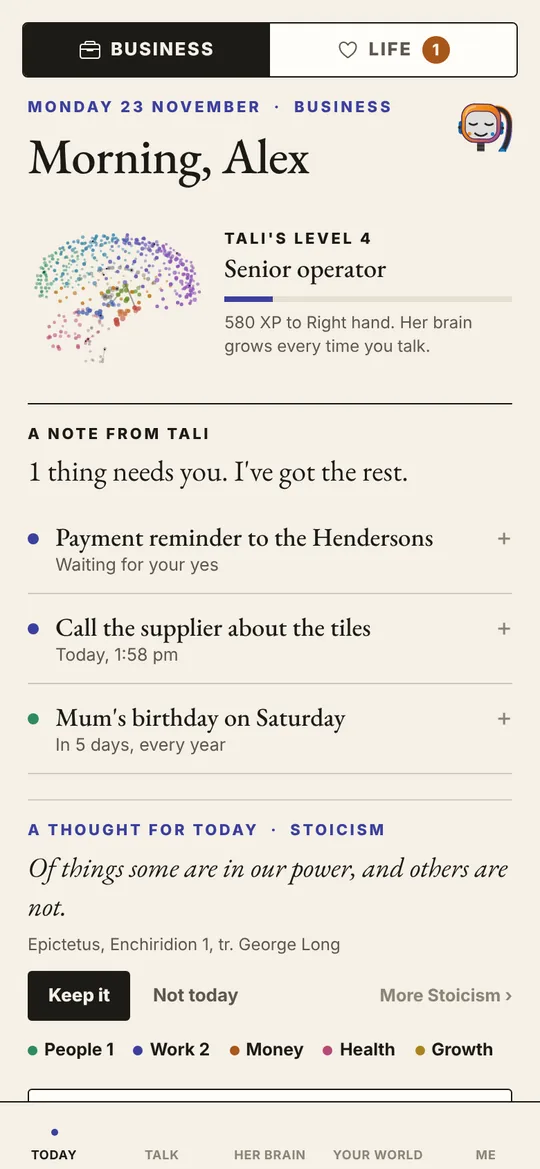 BUSINESS
LIFE 1
MONDAY 23 NOVEMBER · BUSINESS
Morning, Alex
TALI'S LEVEL 4
Senior operator
580 XP to Right hand. Her brain
grows every time you talk.
A NOTE FROM TALI
1 thing needs you. I've got the rest.
Payment reminder to the Hendersons
+
Waiting for your yes
Call the supplier about the tiles
+
Today, 1:58 pm
Mum's birthday on Saturday
+
In 5 days, every year
A THOUGHT FOR TODAY · STOICISM
Of things some are in our power, and others are
not.
Epictetus, Enchiridion 1, tr. George Long
Keep it
Not today
More Stoicism ›
People 1
Work 2
Money
Health
Growth
TODAY
TALK
HER BRAIN
YOUR WORLD
ME